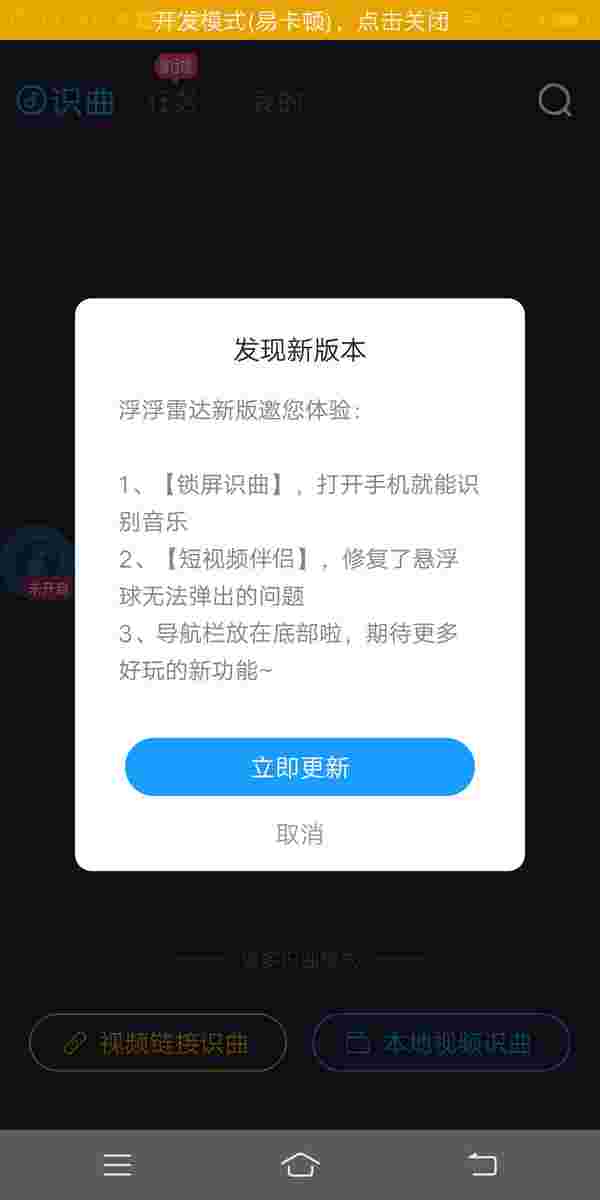 开发模式(易卡顿)，点击关闭
识曲
我的
发现新版本
浮浮雷达新版邀您体验：
1、【锁屏识曲】，打开手机就能识
别音乐
2、【短视频伴侣】，修复了悬浮
球无法弹出的问题
3、导航栏放在底部啦，期待更多
好玩的新功能~
未开启
立即更新
取消
视频链接识曲
本地视频识曲